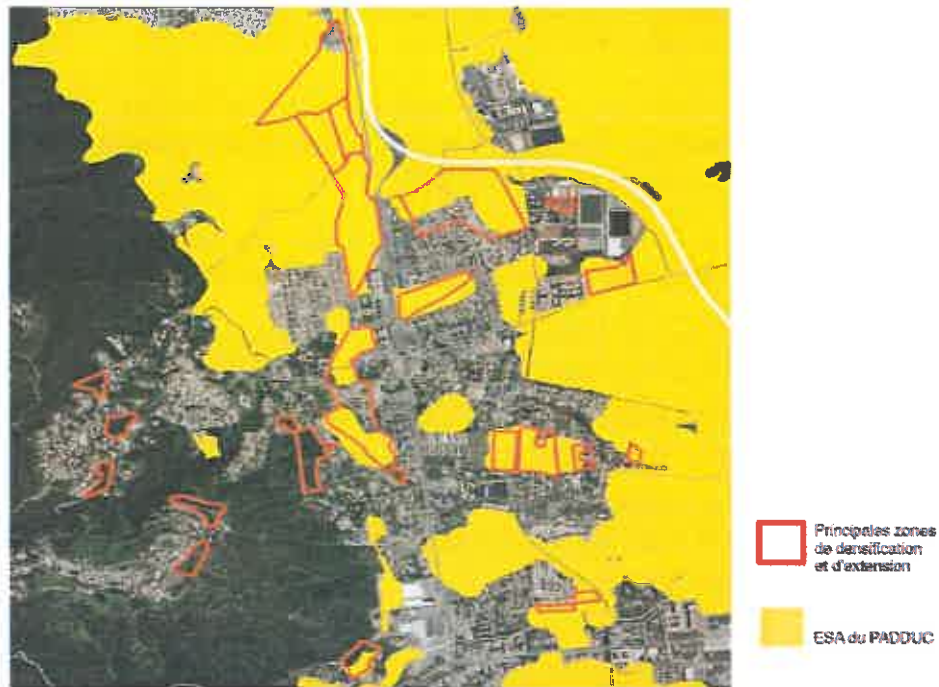 Principales zones
de densification
et d'extension
ESA du PADDUC